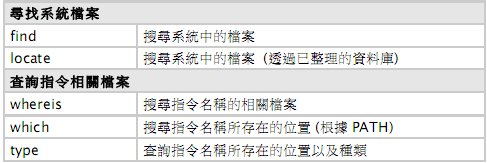 尋找系統檔案
find 搜尋系統中的檔案
locate 搜尋系統中的檔案 (透過已整理的資料庫)
查詢指令相關檔案
whereis 搜尋指令名稱的相關檔案
which 搜尋指令名稱所存在的位置 (根據 PATH)
type 查詢指令名稱所存在的位置以及種類